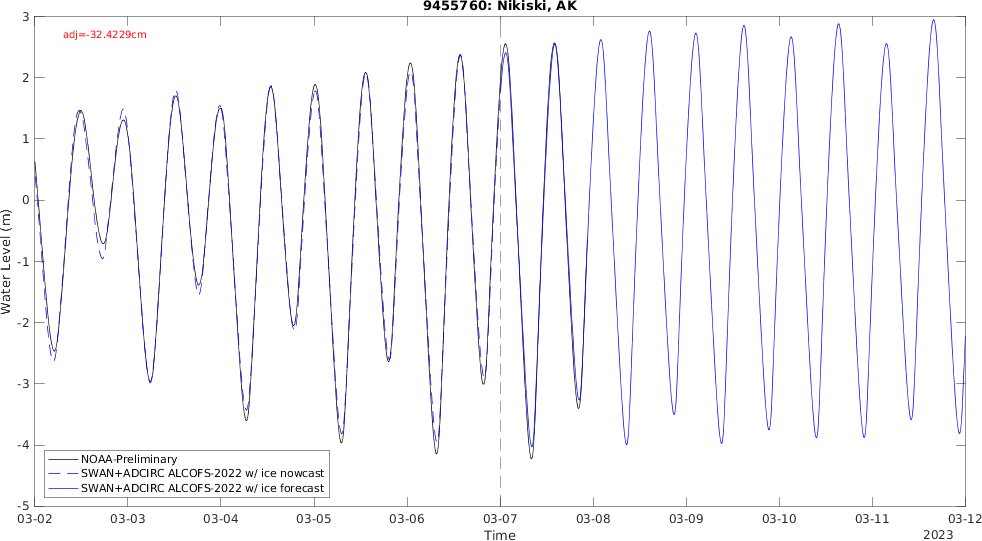 9455760: Nikiski, AK
adj=-32.4229cm
3
2
1
0
-1
-2
-3
-4
-5
Water Level (m)
NOAA-Preliminary
SWAN+ADCIRC ALCOFS-2022 w/ ice nowcast
SWAN+ADCIRC ALCOFS-2022 w/ ice forecast
03-02 03-03 03-04 03-05 03-06 03-07 03-08 03-09 03-10 03-11 03-12
Time
2023